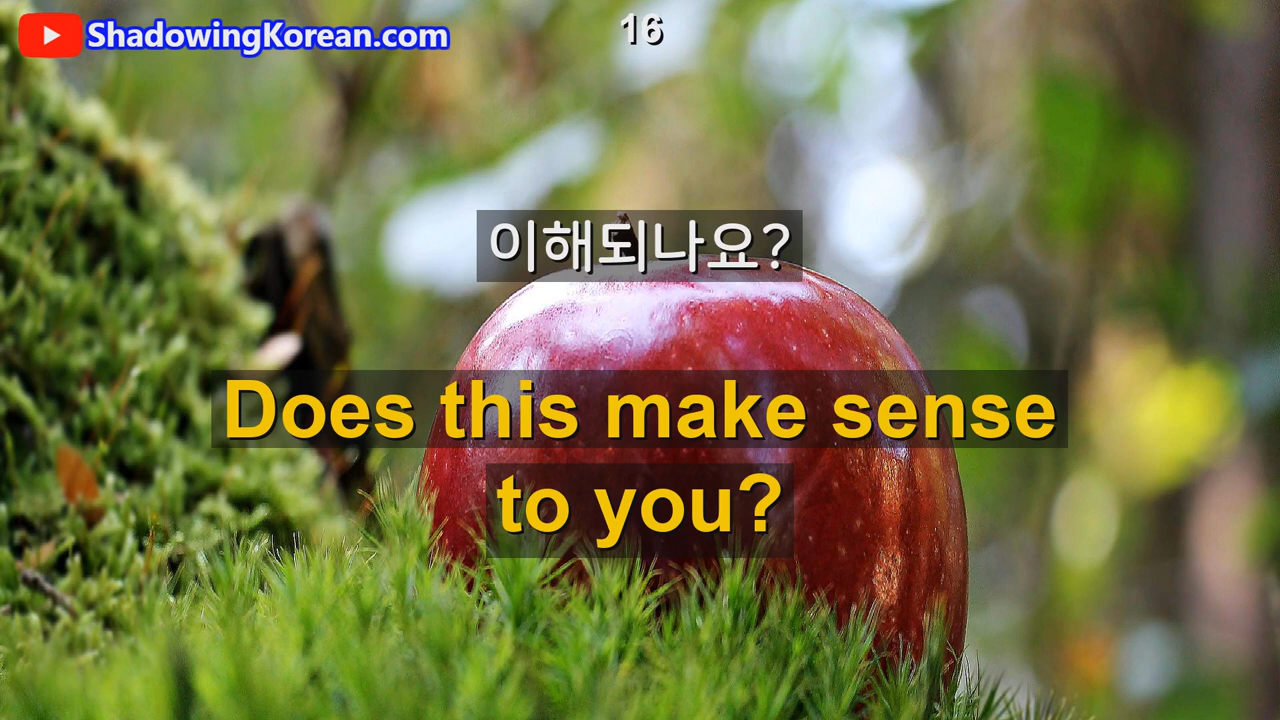 ShadowingKorean.com
16
이해되나요?
Does this make sense
to you?